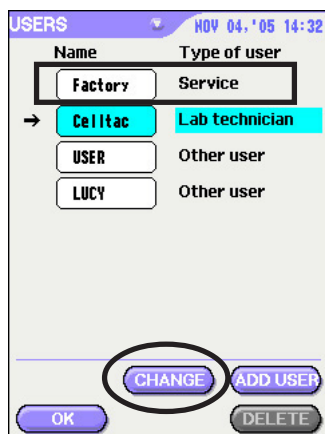 USERS NOV 04,'05 14:32
Name Type of user
Factory Service
→ Celltac Lab technician
USER Other user
LUCY Other user
CHANGE ADD USER
OK DELETE